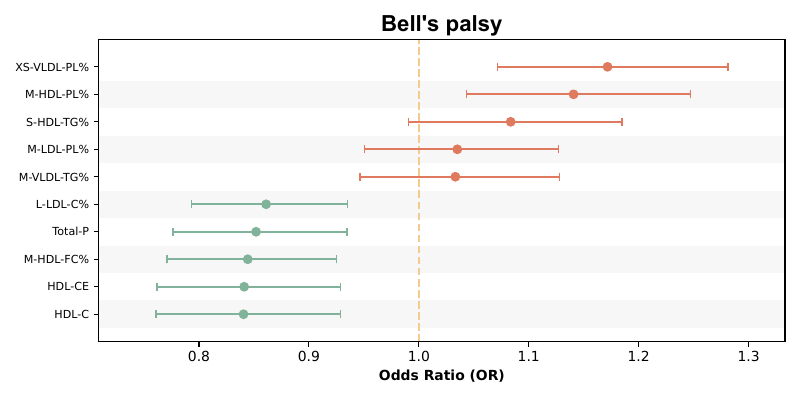 Bell's palsy
XS-VLDL-PL%
M-HDL-PL%
S-HDL-TG%
M-LDL-PL%
M-VLDL-TG%
L-LDL-C%
Total-P
M-HDL-FC%
HDL-CE
HDL-C
0.8 0.9 1.0 1.1 1.2 1.3
Odds Ratio (OR)